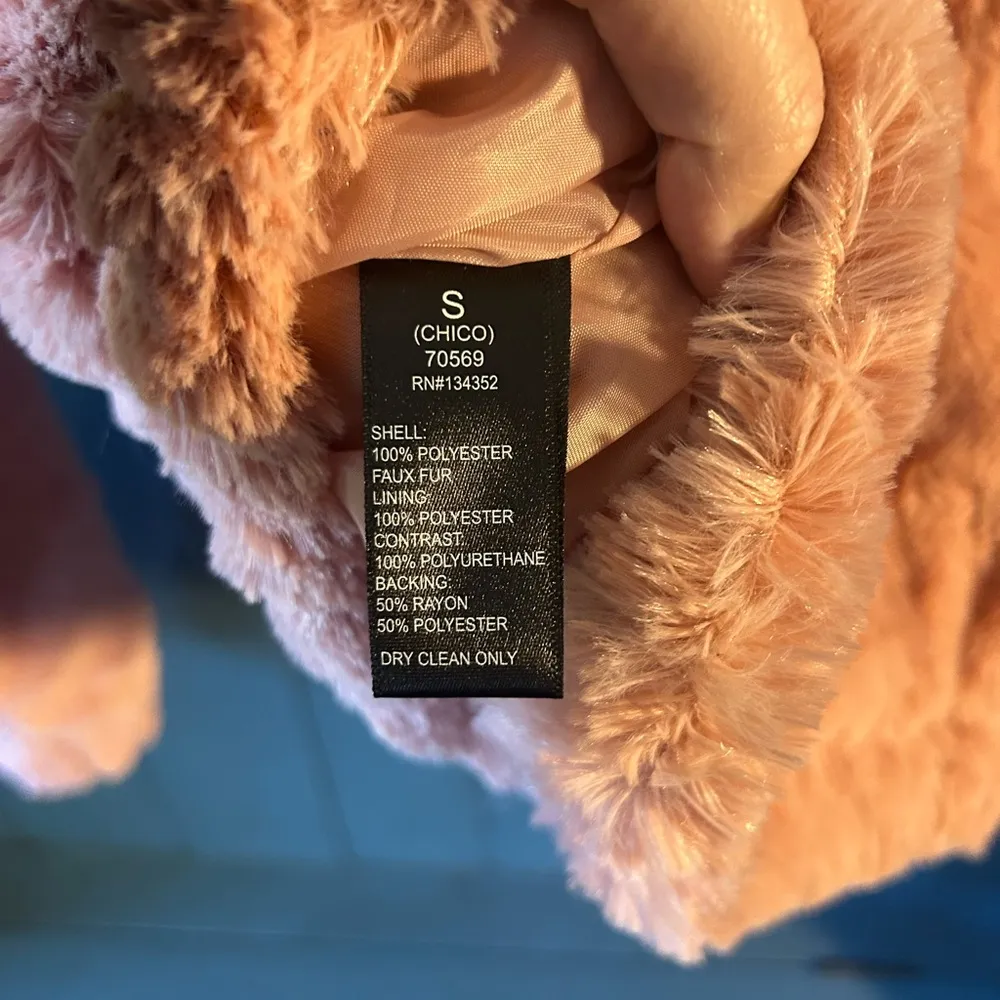 S
(CHICO)
70569
RN#134352
SHELL:
100% POLYESTER
FAUX FUR
LINING:
100% POLYESTER
CONTRAST:
100% POLYURETHANE
BACKING:
50% RAYON
50% POLYESTER
DRY CLEAN ONLY